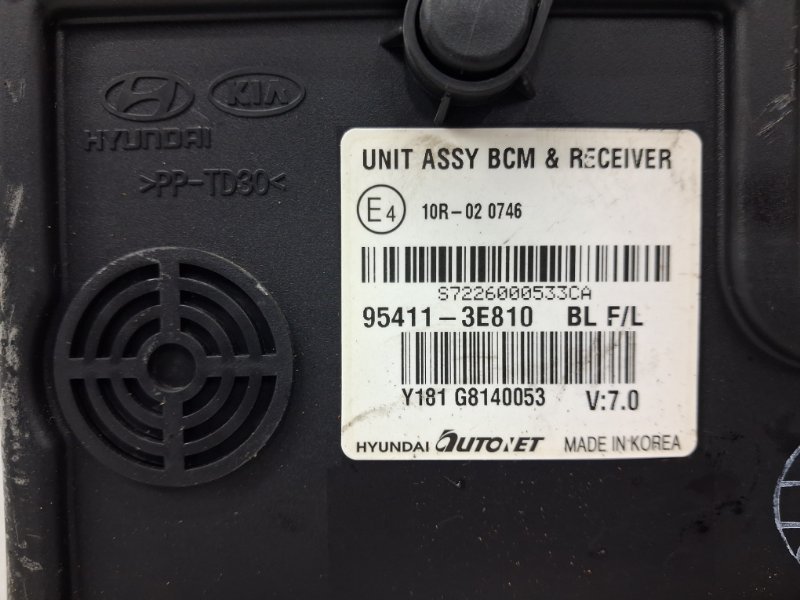 KIA
HYUNDAI
>PP-TD30<
UNIT ASSY BCM & RECEIVER
E4 10R-02 0746
S7226000533CA
95411-3E810 BL F/L
Y181 G8140053 V:7.0
HYUNDAI AUTONET MADE IN KOREA